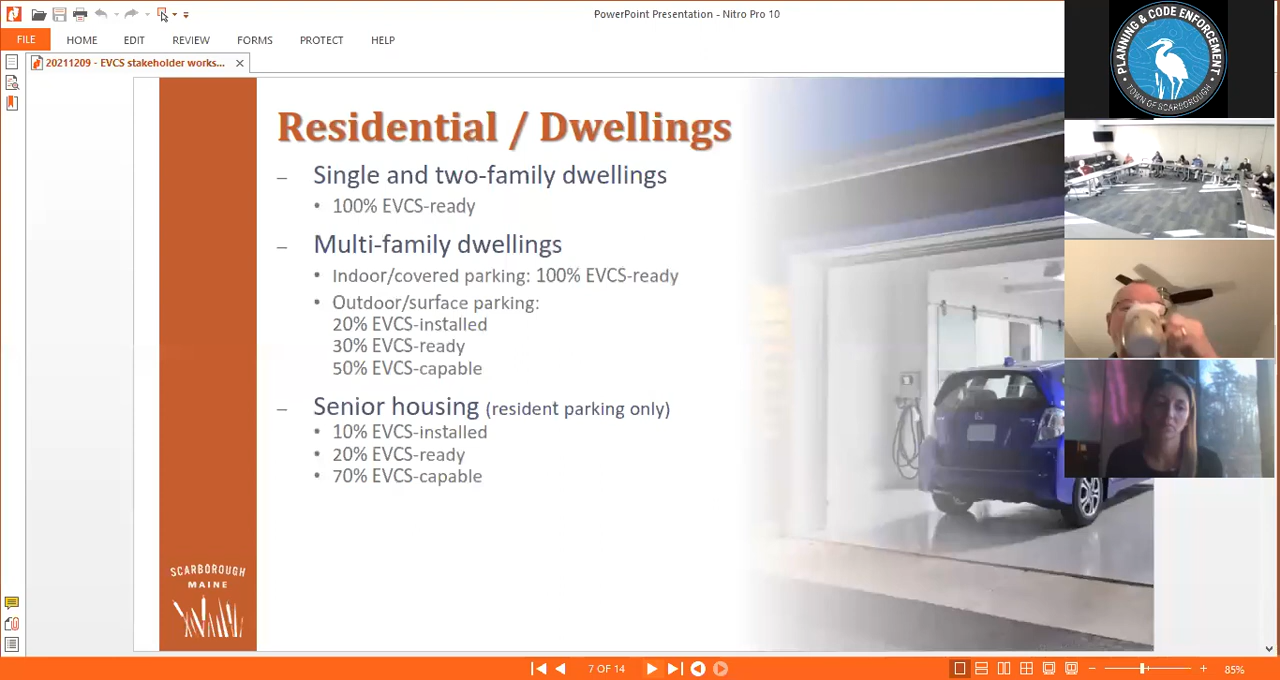 PowerPoint Presentation - Nitro Pro 10
FILE HOME EDIT REVIEW FORMS PROTECT HELP
20211209 - EVCS stakeholder works...
PLANNING & CODE ENFORCEMENT
TOWN OF SCARBOROUGH
Residential / Dwellings
– Single and two-family dwellings
• 100% EVCS-ready
– Multi-family dwellings
• Indoor/covered parking: 100% EVCS-ready
• Outdoor/surface parking:
20% EVCS-installed
30% EVCS-ready
50% EVCS-capable
– Senior housing (resident parking only)
• 10% EVCS-installed
• 20% EVCS-ready
• 70% EVCS-capable
SCARBOROUGH
MAINE
7 OF 14
85%